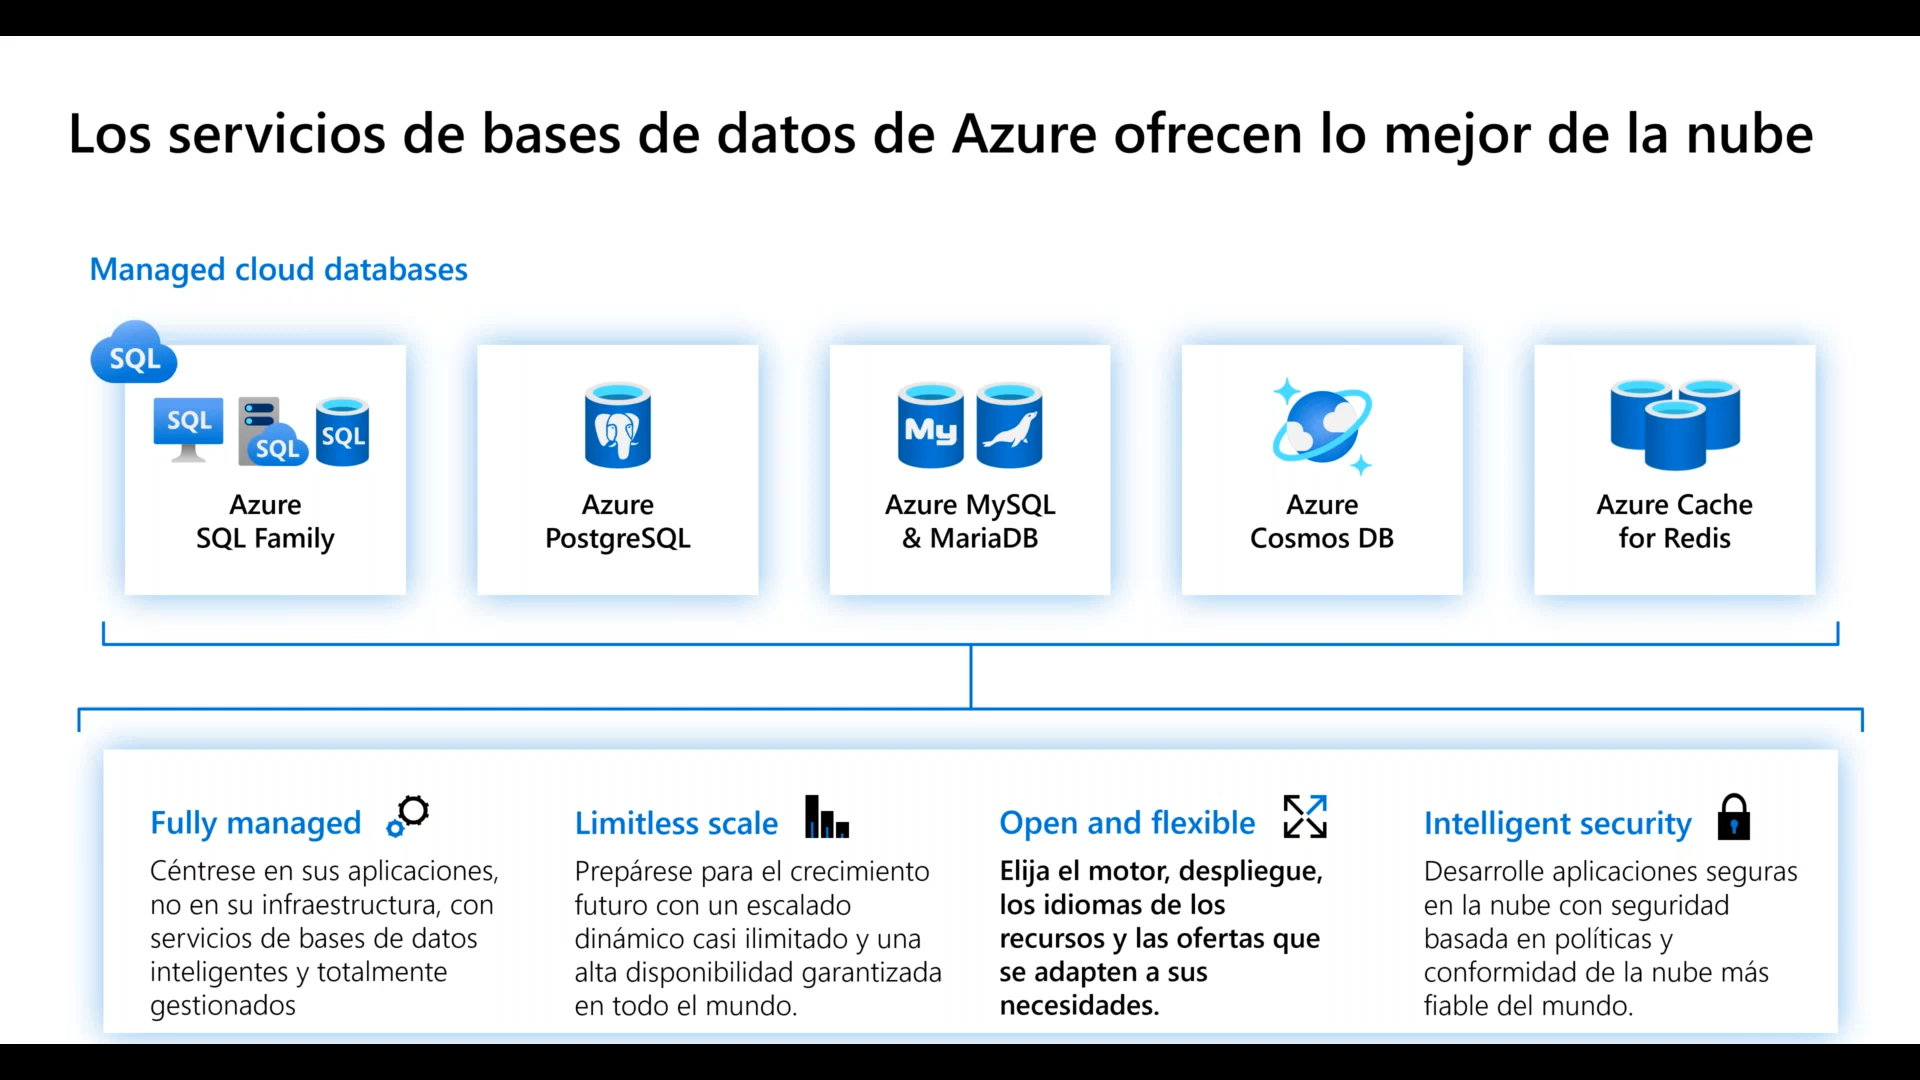 Los servicios de bases de datos de Azure ofrecen lo mejor de la nube
Managed cloud databases
SQL
SQL
SQL
SQL
Azure
SQL Family
Azure
PostgreSQL
My
Azure MySQL
& MariaDB
Azure
Cosmos DB
Azure Cache
for Redis
Fully managed
Céntrese en sus aplicaciones,
no en su infraestructura, con
servicios de bases de datos
inteligentes y totalmente
gestionados
Limitless scale
Prepárese para el crecimiento
futuro con un escalado
dinámico casi ilimitado y una
alta disponibilidad garantizada
en todo el mundo.
Open and flexible
Elija el motor, despliegue,
los idiomas de los
recursos y las ofertas que
se adapten a sus
necesidades.
Intelligent security
Desarrolle aplicaciones seguras
en la nube con seguridad
basada en políticas y
conformidad de la nube más
fiable del mundo.